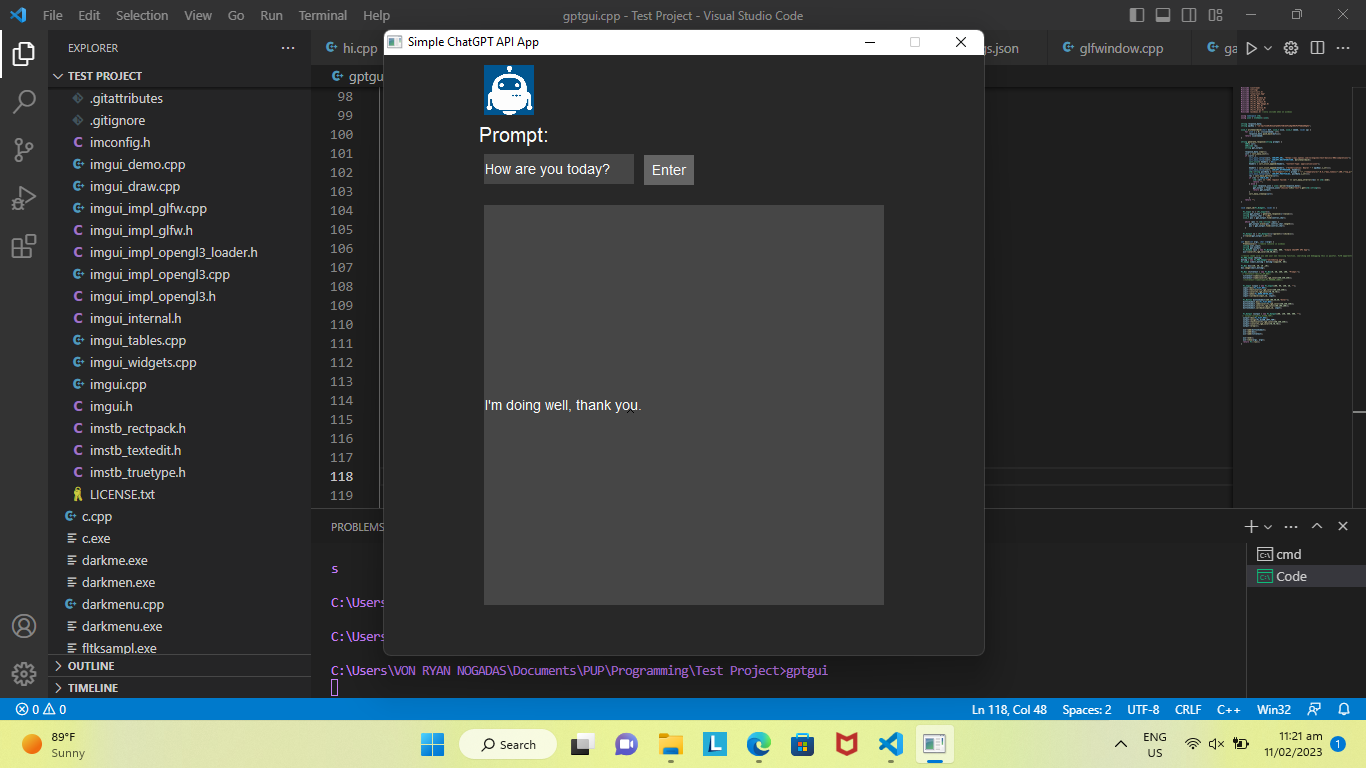 File Edit Selection View Go Run Terminal Help
gptgui.cpp - Test Project - Visual Studio Code
EXPLORER
TEST PROJECT
.gitattributes
.gitignore
imconfig.h
imgui_demo.cpp
imgui_draw.cpp
imgui_impl_glfw.cpp
imgui_impl_glfw.h
imgui_impl_opengl3_loader.h
imgui_impl_opengl3.cpp
imgui_impl_opengl3.h
imgui_internal.h
imgui_tables.cpp
imgui_widgets.cpp
imgui.cpp
imgui.h
imstb_rectpack.h
imstb_textedit.h
imstb_truetype.h
LICENSE.txt
c.cpp
c.exe
darkme.exe
darkmen.exe
darkmenu.cpp
darkmenu.exe
fltksampl.exe
OUTLINE
TIMELINE
hi.cpp
gs.json
glfwindow.cpp
ga
gptgu
98
99
100
101
102
103
104
105
106
107
108
109
110
111
112
113
114
115
116
117
118
119
Simple ChatGPT API App
Prompt:
How are you today?
Enter
I'm doing well, thank you.
PROBLEMS
s
C:\Users
C:\Users
C:\Users\VON RYAN NOGADAS\Documents\PUP\Programming\Test Project>gptgui
cmd
Code
0 0
Ln 118, Col 48 Spaces: 2 UTF-8 CRLF C++ Win32
89°F
Sunny
Search
ENG
US
11:21 am
11/02/2023
1